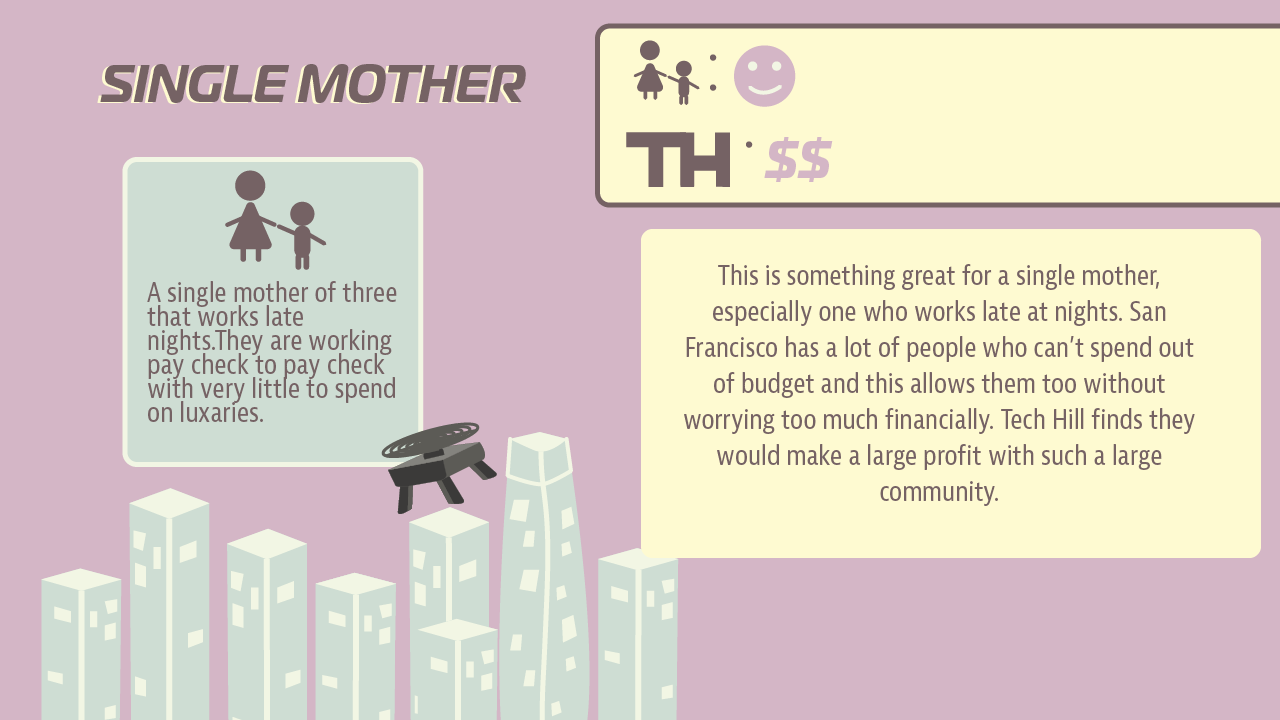 SINGLE MOTHER
:
TH : $$
A single mother of three
that works late
nights.They are working
pay check to pay check
with very little to spend
on luxaries.
This is something great for a single mother,
especially one who works late at nights. San
Francisco has a lot of people who can’t spend out
of budget and this allows them too without
worrying too much financially. Tech Hill finds they
would make a large profit with such a large
community.